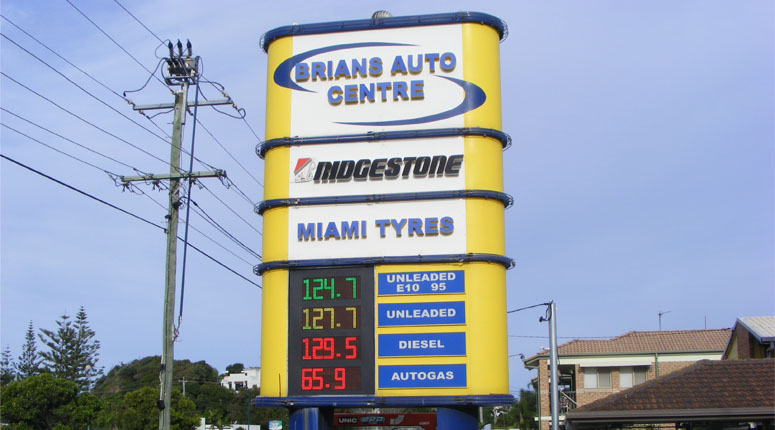 BRIANS AUTO
CENTRE
BRIDGESTONE
MIAMI TYRES
124.7 UNLEADED
E10 95
127.7 UNLEADED
129.5 DIESEL
65.9 AUTOGAS
UNIC